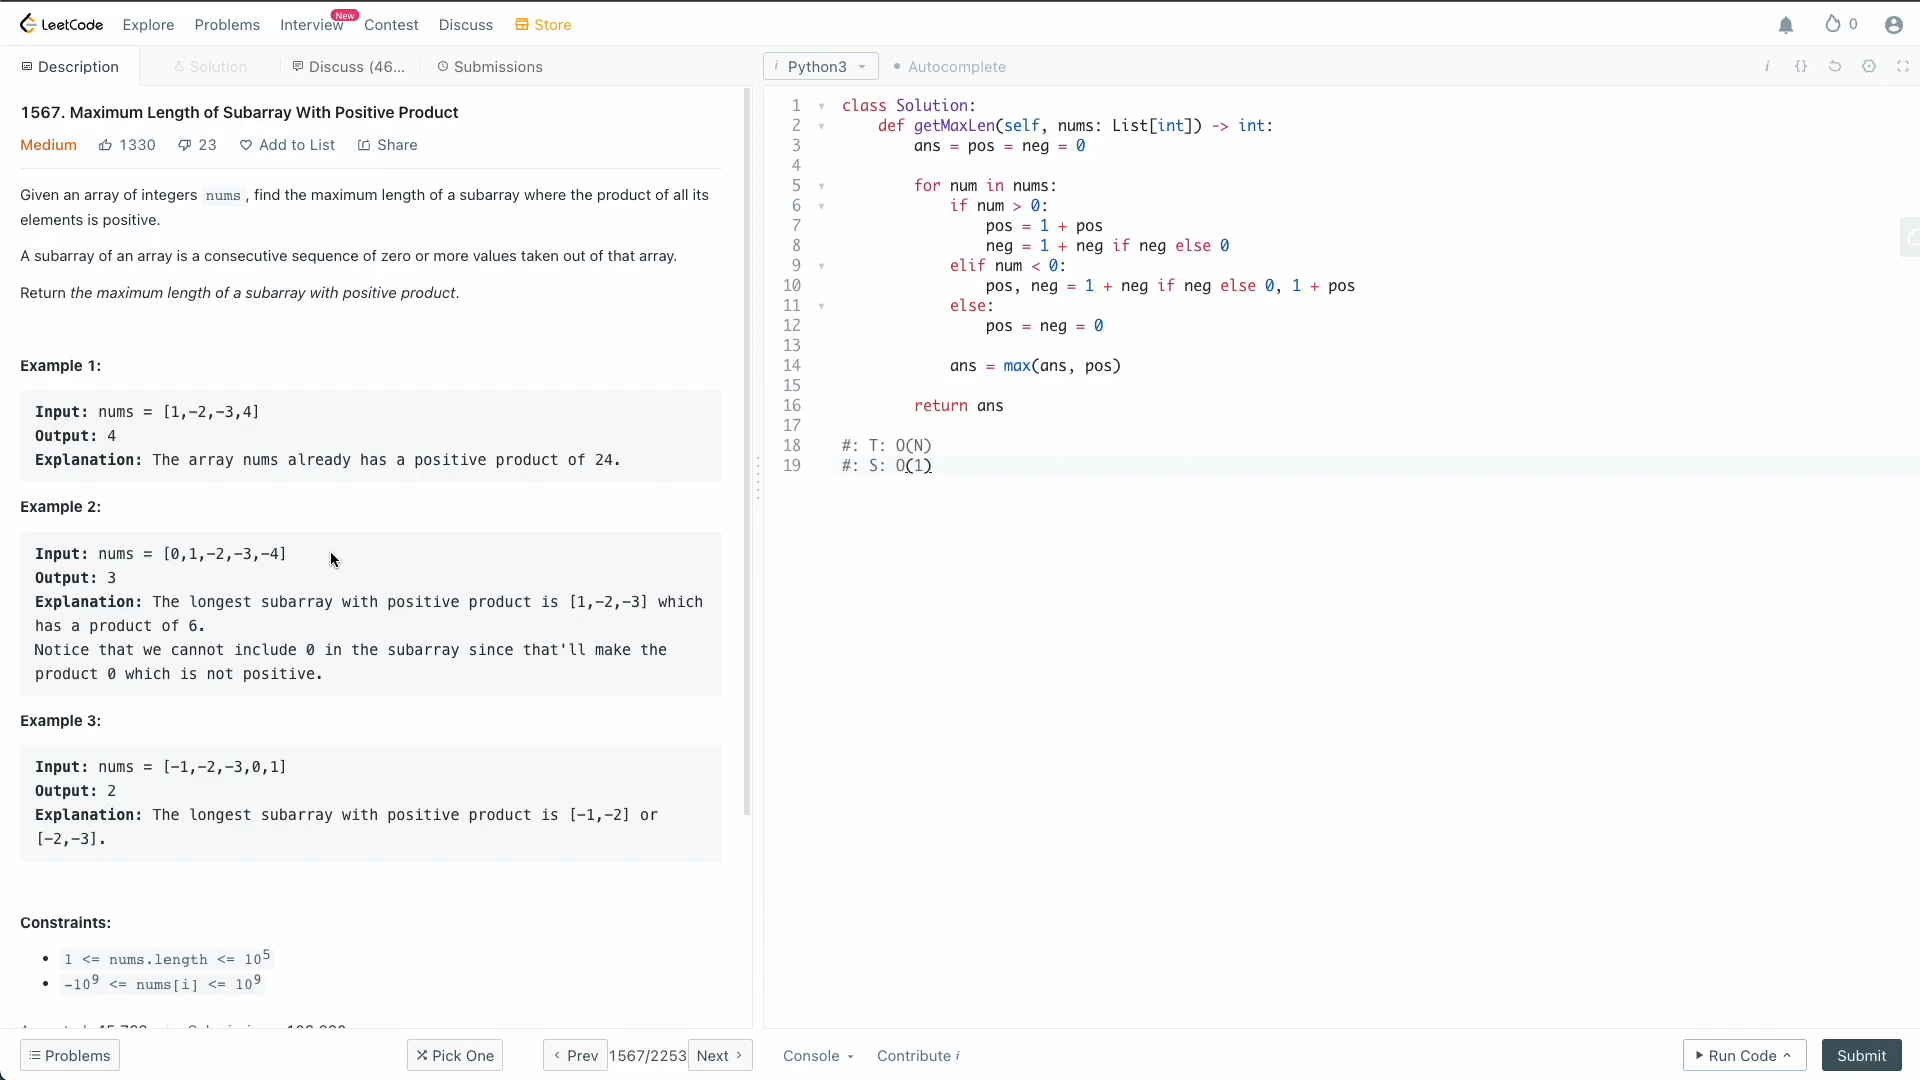 LeetCode Explore Problems Interview New Contest Discuss Store 0
Description Solution Discuss (46... Submissions
i Python3 Autocomplete i {}
1567. Maximum Length of Subarray With Positive Product
Medium 1330 23 Add to List Share
Given an array of integers nums , find the maximum length of a subarray where the product of all its
elements is positive.
A subarray of an array is a consecutive sequence of zero or more values taken out of that array.
Return the maximum length of a subarray with positive product.
Example 1:
Input: nums = [1,-2,-3,4]
Output: 4
Explanation: The array nums already has a positive product of 24.
Example 2:
Input: nums = [0,1,-2,-3,-4]
Output: 3
Explanation: The longest subarray with positive product is [1,-2,-3] which
has a product of 6.
Notice that we cannot include 0 in the subarray since that'll make the
product 0 which is not positive.
Example 3:
Input: nums = [-1,-2,-3,0,1]
Output: 2
Explanation: The longest subarray with positive product is [-1,-2] or
[-2,-3].
Constraints:
• 1 <= nums.length <= 10^5
• -10^9 <= nums[i] <= 10^9
1 class Solution:
2     def getMaxLen(self, nums: List[int]) -> int:
3         ans = pos = neg = 0
4
5         for num in nums:
6             if num > 0:
7                 pos = 1 + pos
8                 neg = 1 + neg if neg else 0
9             elif num < 0:
10                 pos, neg = 1 + neg if neg else 0, 1 + pos
11             else:
12                 pos = neg = 0
13
14             ans = max(ans, pos)
15
16         return ans
17
18 #: T: O(N)
19 #: S: O(1)
Problems Pick One Prev 1567/2253 Next Console Contribute i Run Code Submit